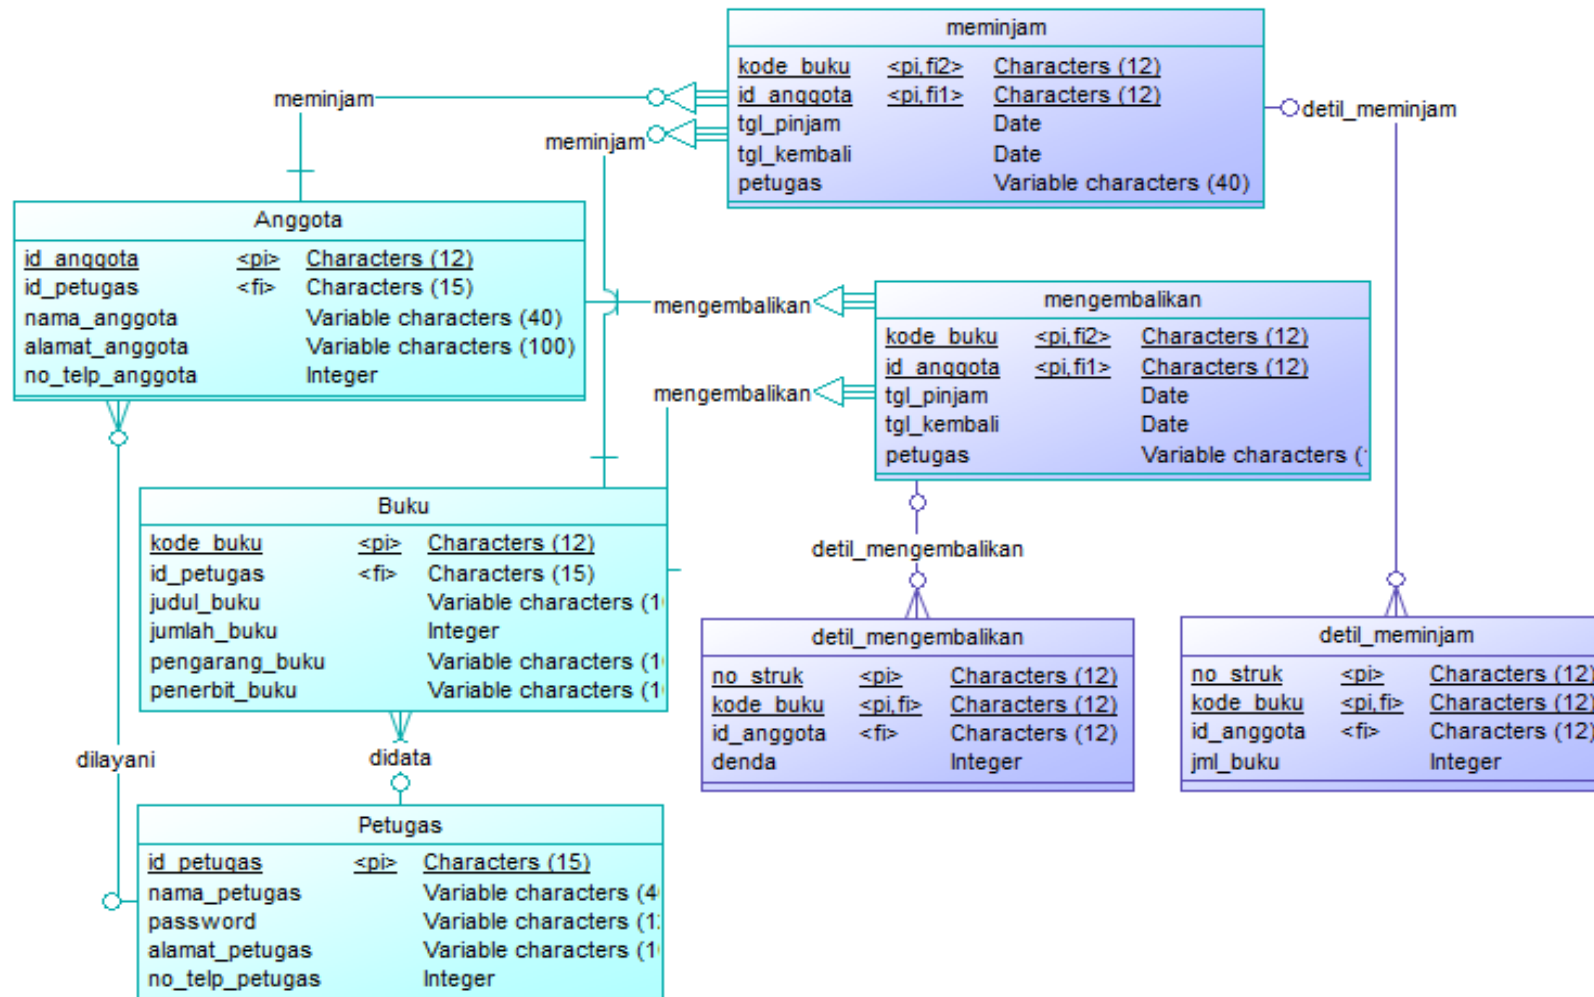 meminjam
kode_buku <pi,fi2> Characters (12)
id_anggota <pi,fi1> Characters (12)
tgl_pinjam Date
tgl_kembali Date
petugas Variable characters (40)
meminjam
meminjam
detil_meminjam
Anggota
id_anggota <pi> Characters (12)
id_petugas <fi> Characters (15)
nama_anggota Variable characters (40)
alamat_anggota Variable characters (100)
no_telp_anggota Integer
mengembalikan
mengembalikan
mengembalikan
kode_buku <pi,fi2> Characters (12)
id_anggota <pi,fi1> Characters (12)
tgl_pinjam Date
tgl_kembali Date
petugas Variable characters (
Buku
kode_buku <pi> Characters (12)
id_petugas <fi> Characters (15)
judul_buku Variable characters (1
jumlah_buku Integer
pengarang_buku Variable characters (1
penerbit_buku Variable characters (1
detil_mengembalikan
detil_mengembalikan
no_struk <pi> Characters (12)
kode_buku <pi,fi> Characters (12)
id_anggota <fi> Characters (12)
denda Integer
detil_meminjam
no_struk <pi> Characters (12)
kode_buku <pi,fi> Characters (12)
id_anggota <fi> Characters (12)
jml_buku Integer
dilayani
didata
Petugas
id_petugas <pi> Characters (15)
nama_petugas Variable characters (4
password Variable characters (1
alamat_petugas Variable characters (1
no_telp_petugas Integer